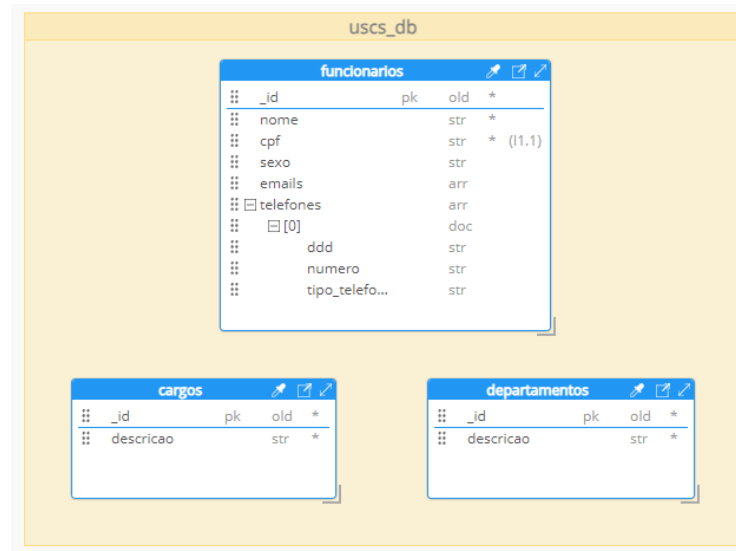 uscs_db
funcionarios
_id pk oId *
nome str *
cpf str * (I1.1)
sexo str
emails arr
telefones arr
[0] doc
ddd str
numero str
tipo_telefo... str
cargos
_id pk oId *
descricao str *
departamentos
_id pk oId *
descricao str *